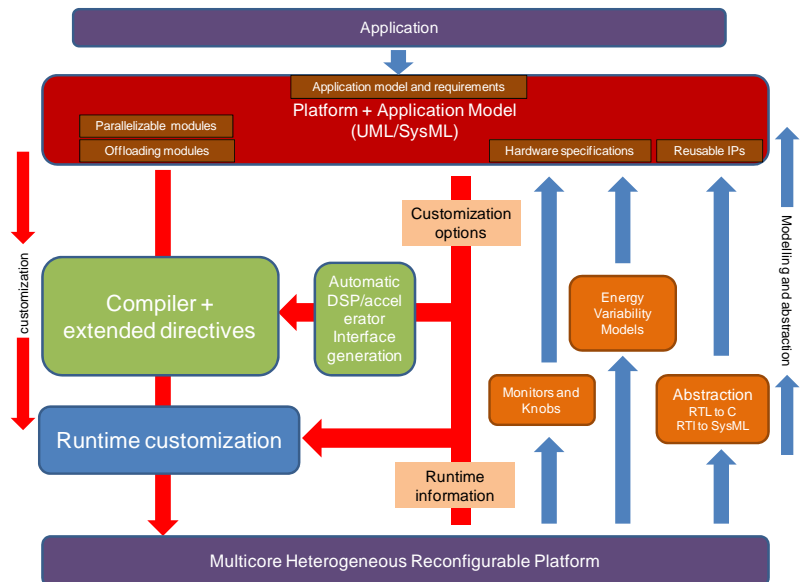 Application
Application model and requirements
Platform + Application Model
(UML/SysML)
Parallelizable modules
Offloading modules
Hardware specifications
Reusable IPs
Customization
options
customization
Modelling and abstraction
Compiler +
extended directives
Automatic
DSP/accel
erator
Interface
generation
Energy
Variability
Models
Monitors and
Knobs
Abstraction
RTL to C
RTI to SysML
Runtime customization
Runtime
information
Multicore Heterogeneous Reconfigurable Platform